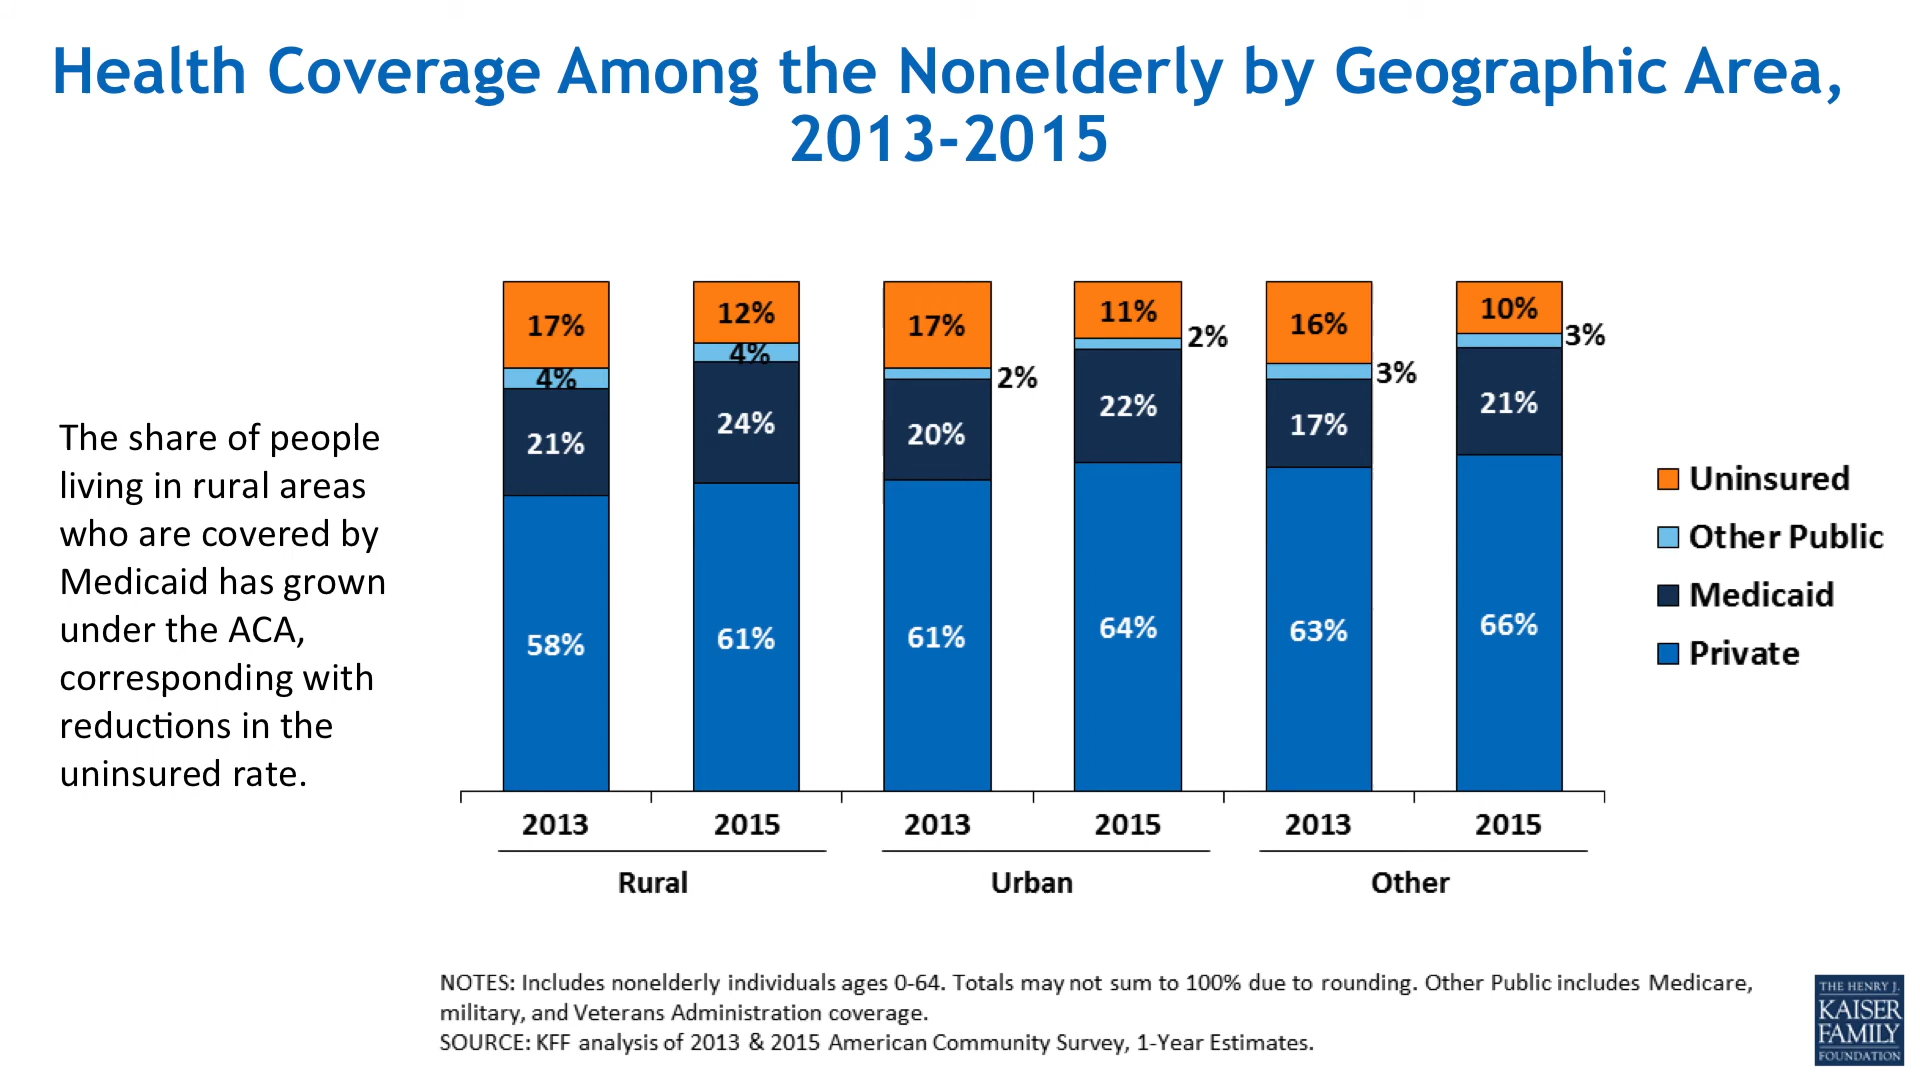 Health Coverage Among the Nonelderly by Geographic Area,
2013-2015
The share of people
living in rural areas
who are covered by
Medicaid has grown
under the ACA,
corresponding with
reductions in the
uninsured rate.
17%
4%
21%
58%
12%
4%
24%
61%
17%
2%
20%
61%
11%
2%
22%
64%
16%
3%
17%
63%
10%
3%
21%
66%
Uninsured
Other Public
Medicaid
Private
2013 2015 2013 2015 2013 2015
Rural Urban Other
NOTES: Includes nonelderly individuals ages 0-64. Totals may not sum to 100% due to rounding. Other Public includes Medicare,
military, and Veterans Administration coverage.
SOURCE: KFF analysis of 2013 & 2015 American Community Survey, 1-Year Estimates.
THE HENRY J.
KAISER
FAMILY
FOUNDATION